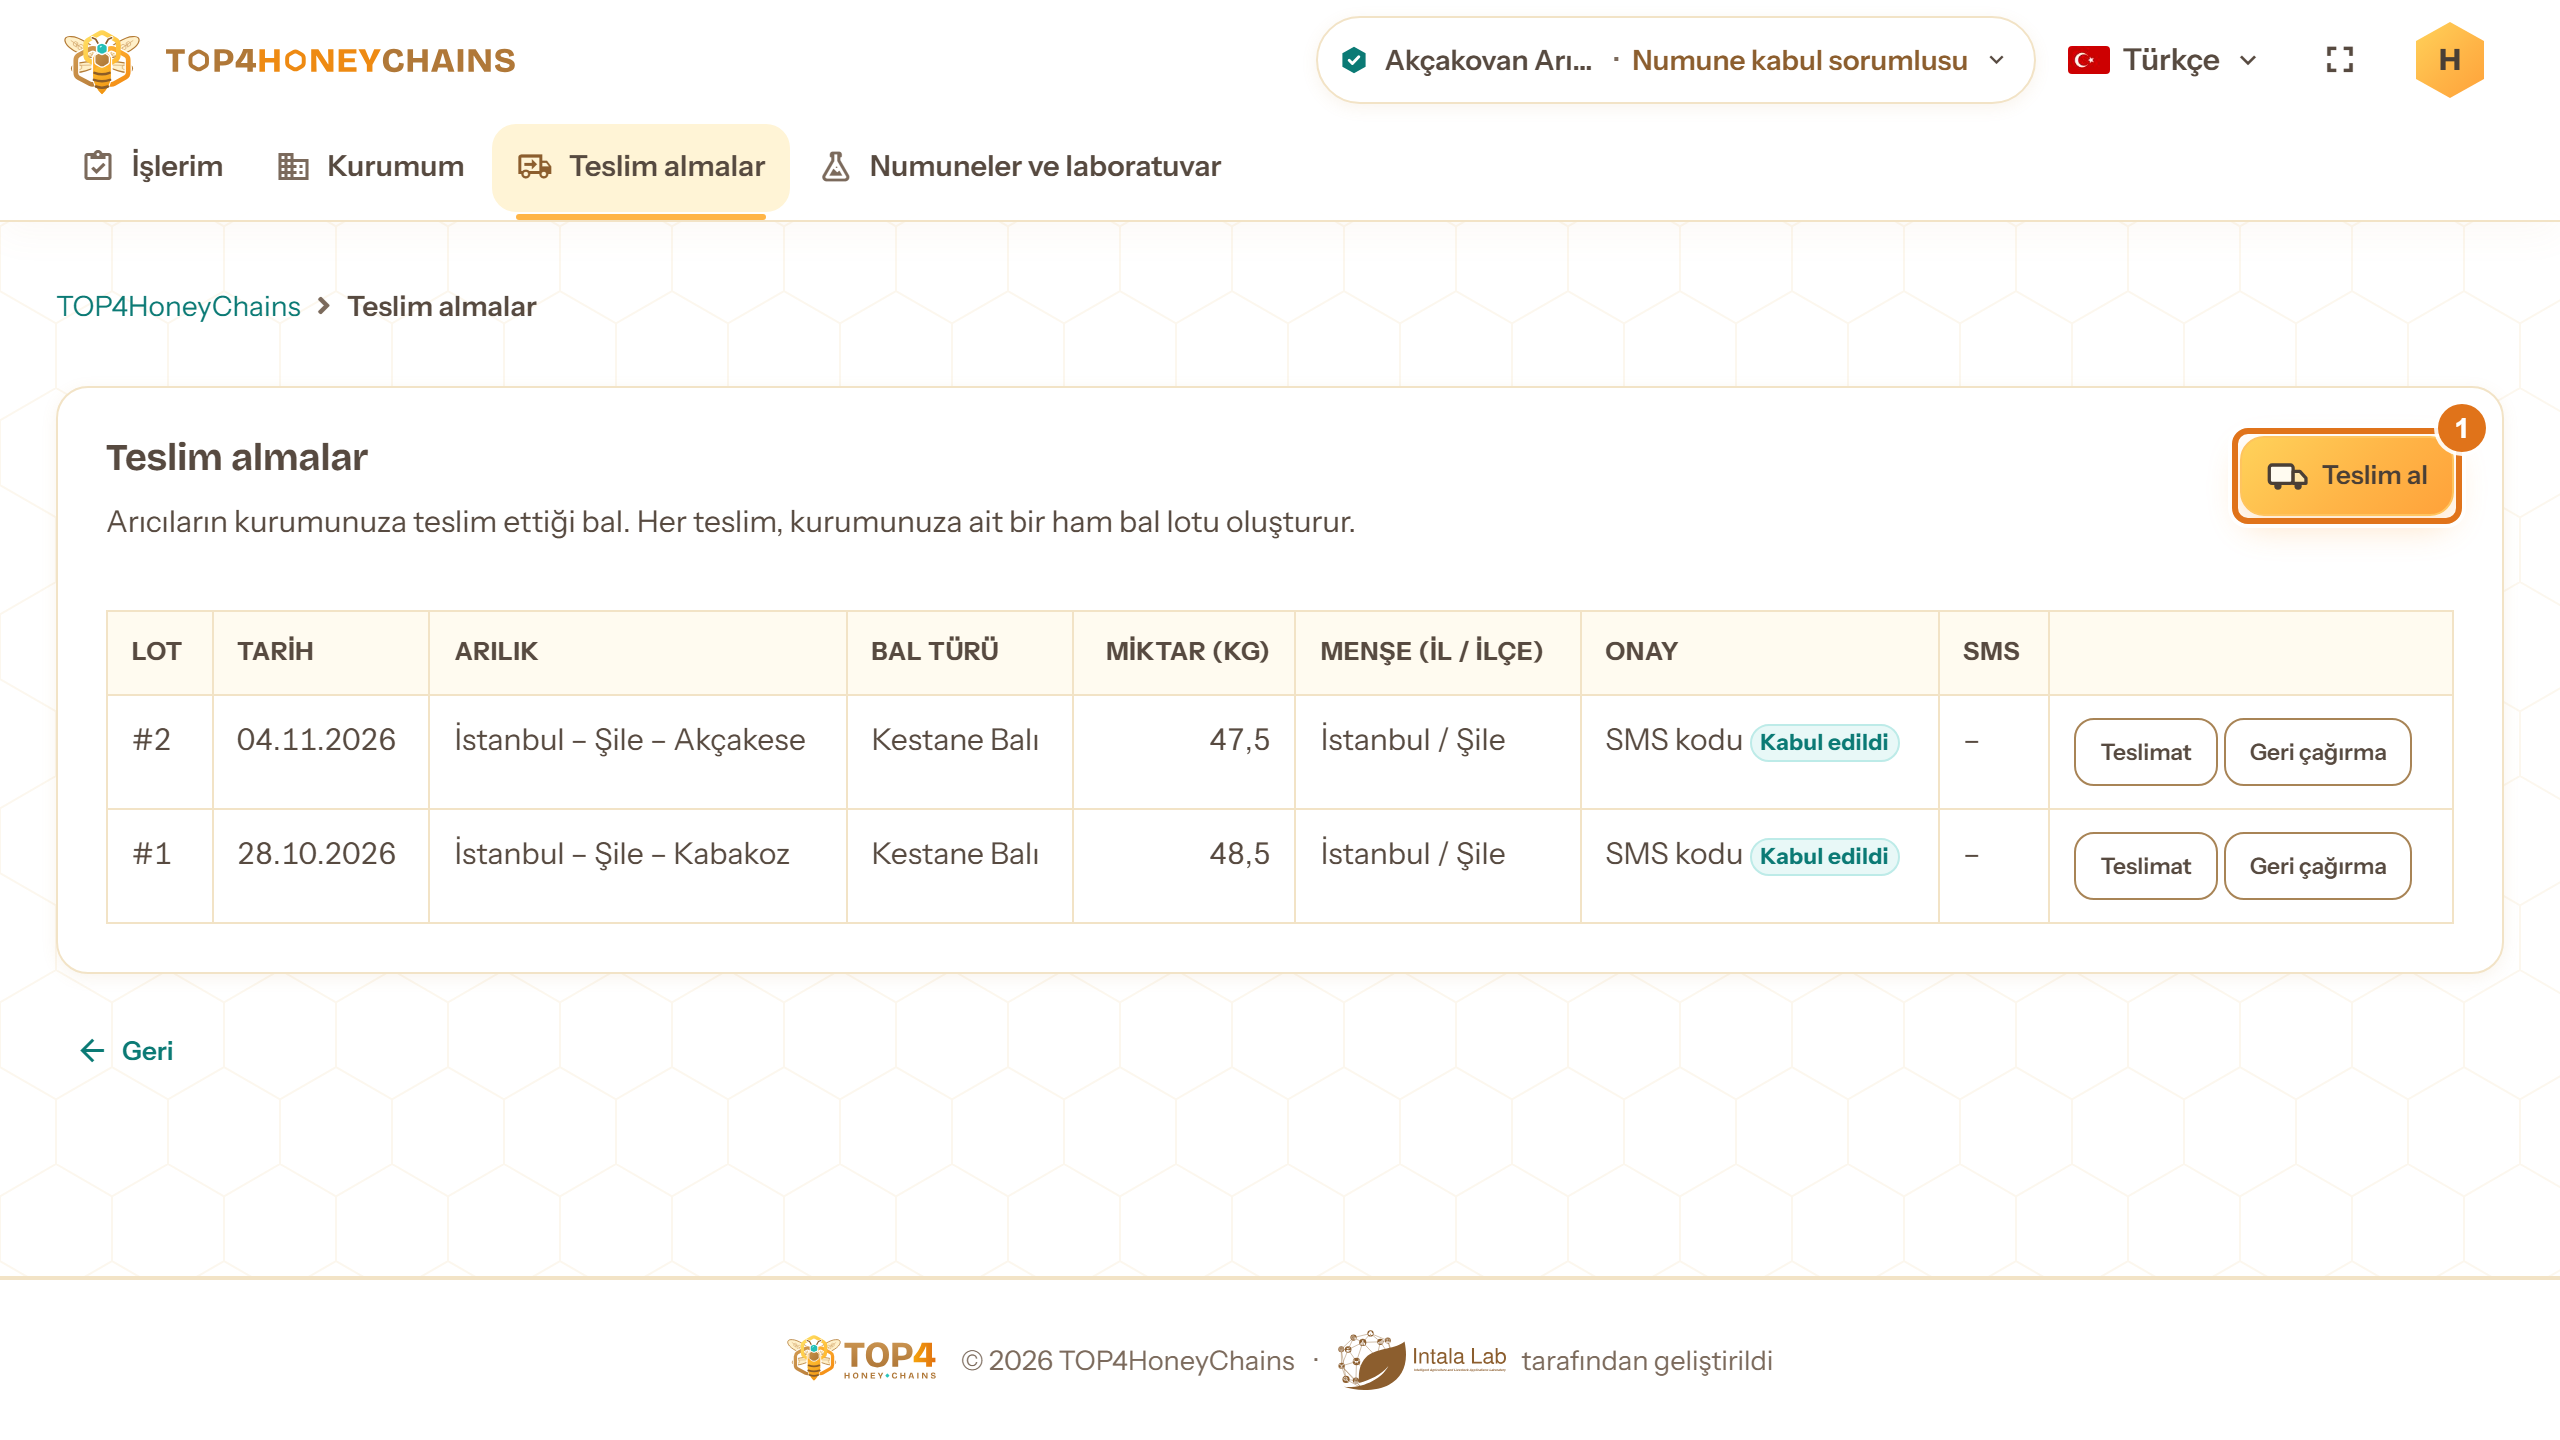 TOP4HONEYCHAINS
Akçakovan Arı... · Numune kabul sorumlusu
Türkçe
H
İşlerim
Kurumum
Teslim almalar
Numuneler ve laboratuvar
TOP4HoneyChains > Teslim almalar
Teslim almalar
1
Teslim al
Arıcıların kurumunuza teslim ettiği bal. Her teslim, kurumunuza ait bir ham bal lotu oluşturur.
LOT TARİH ARILIK BAL TÜRÜ MİKTAR (KG) MENŞE (İL / İLÇE) ONAY SMS
#2 04.11.2026 İstanbul – Şile – Akçakese Kestane Balı 47,5 İstanbul / Şile SMS kodu Kabul edildi – Teslimat Geri çağırma
#1 28.10.2026 İstanbul – Şile – Kabakoz Kestane Balı 48,5 İstanbul / Şile SMS kodu Kabul edildi – Teslimat Geri çağırma
Geri
TOP4
HONEY CHAINS
© 2026 TOP4HoneyChains · Intala Lab tarafından geliştirildi